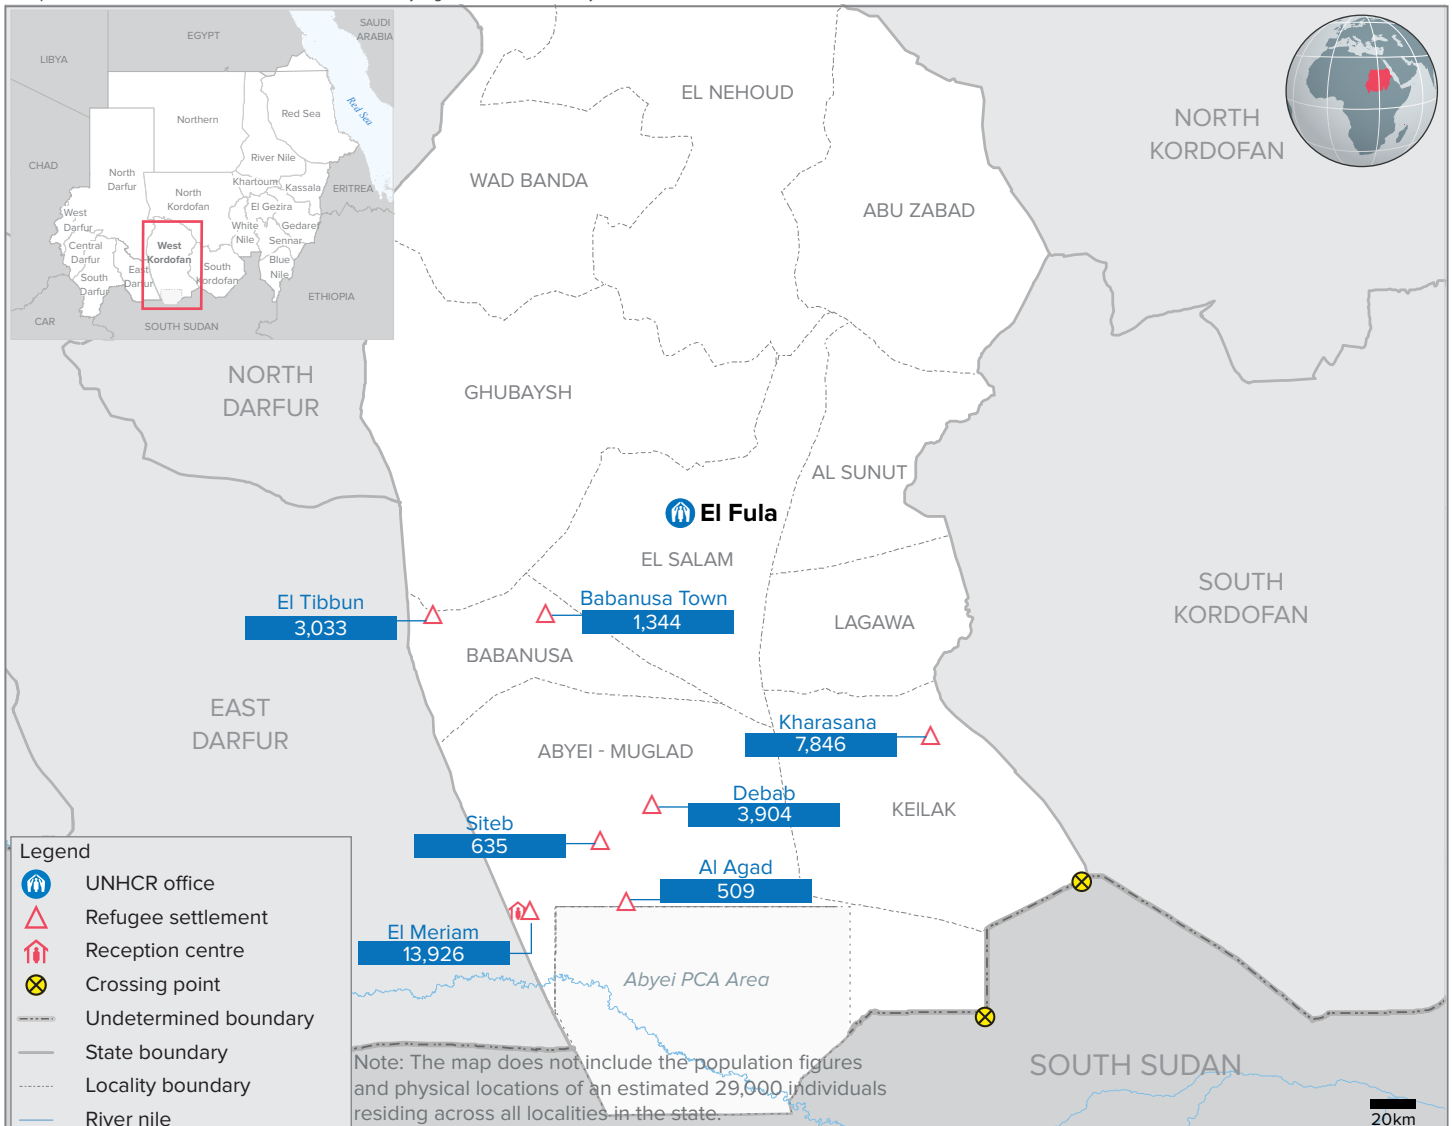 SAUDI
ARABIA
EGYPT
LIBYA
Red Sea
Northern
Red Sea
River Nile
CHAD
North
Darfur
Khartoum
Kassala
ERITREA
North
Kordofan
El Gezira
West
Darfur
White
Nile
Gedaref
Sennar
Central
Darfur
West
Kordofan
East
Darfur
South
Kordofan
Blue
Nile
South
Darfur
ETHIOPIA
CAR
SOUTH SUDAN
EL NEHOUD
NORTH
KORDOFAN
WAD BANDA
ABU ZABAD
NORTH
DARFUR
GHUBAYSH
AL SUNUT
El Fula
EL SALAM
SOUTH
KORDOFAN
El Tibbun
3,033
Babanusa Town
1,344
LAGAWA
BABANUSA
EAST
DARFUR
Kharasana
7,846
ABYEI - MUGLAD
Debab
3,904
KEILAK
Siteb
635
Al Agad
509
El Meriam
13,926
Abyei PCA Area
SOUTH SUDAN
Legend
UNHCR office
Refugee settlement
Reception centre
Crossing point
Undetermined boundary
State boundary
Locality boundary
River nile
Note: The map does not include the population figures
and physical locations of an estimated 29,000 individuals
residing across all localities in the state.
20km